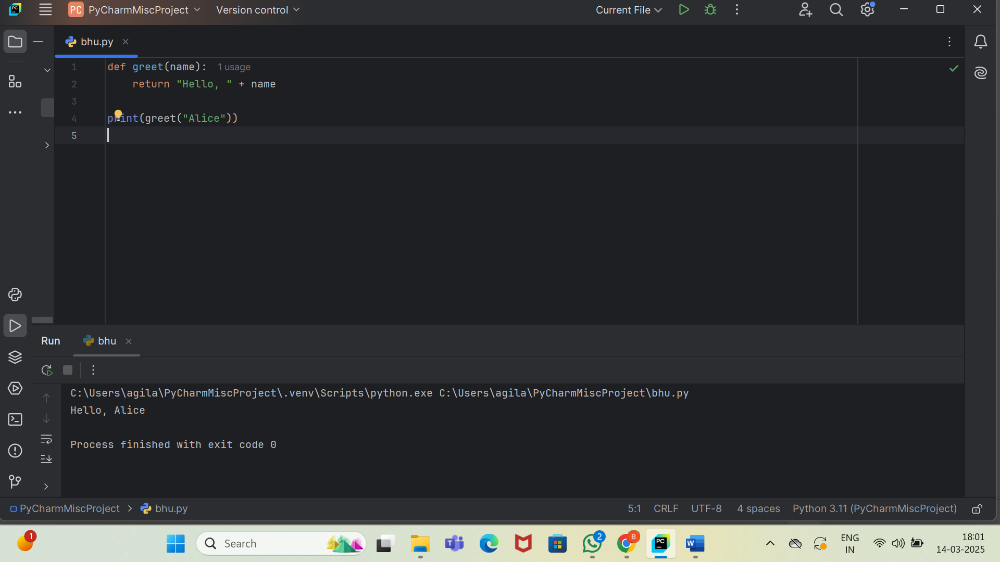 PC PyCharmMiscProject Version control Current File
bhu.py
1 def greet(name): 1 usage
2 return "Hello, " + name
3
4 print(greet("Alice"))
5
Run bhu
C:\Users\agila\PyCharmMiscProject\.venv\Scripts\python.exe C:\Users\agila\PyCharmMiscProject\bhu.py
Hello, Alice
Process finished with exit code 0
PyCharmMiscProject > bhu.py 5:1 CRLF UTF-8 4 spaces Python 3.11 (PyCharmMiscProject)
1 Search 2 B PC W ENG 18:01
IN 14-03-2025